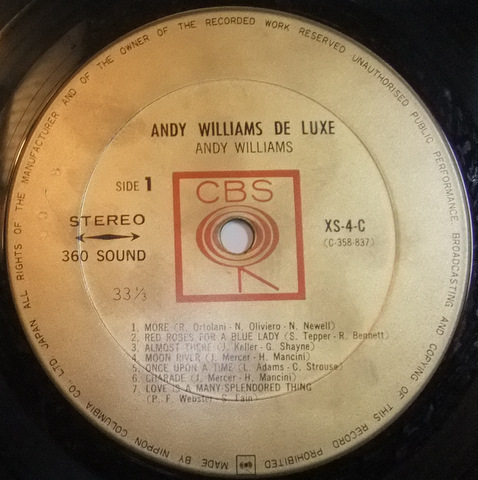 ALL RIGHTS OF THE MANUFACTURER AND OF THE OWNER OF THE RECORDED WORK RESERVED UNAUTHORISED PUBLIC PERFORMANCE, BROADCASTING AND COPYING OF THIS RECORD PROHIBITED
MADE BY NIPPON COLUMBIA CO. LTD JAPAN
ANDY WILLIAMS DE LUXE
ANDY WILLIAMS
SIDE 1
CBS
STEREO
360 SOUND
XS-4-C
(C-358-837)
33⅓
1. MORE (R. Ortolani - N. Oliviero - N. Newell)
2. RED ROSES FOR A BLUE LADY (S. Tepper - R. Bennett)
3. ALMOST THERE (J. Keller - G. Shayne)
4. MOON RIVER (J. Mercer - H. Mancini)
5. ONCE UPON A TIME (L. Adams - C. Strouse)
6. CHARADE (J. Mercer - H. Mancini)
7. LOVE IS A MANY-SPLENDORED THING
(P. F. Webster - S. Fain)